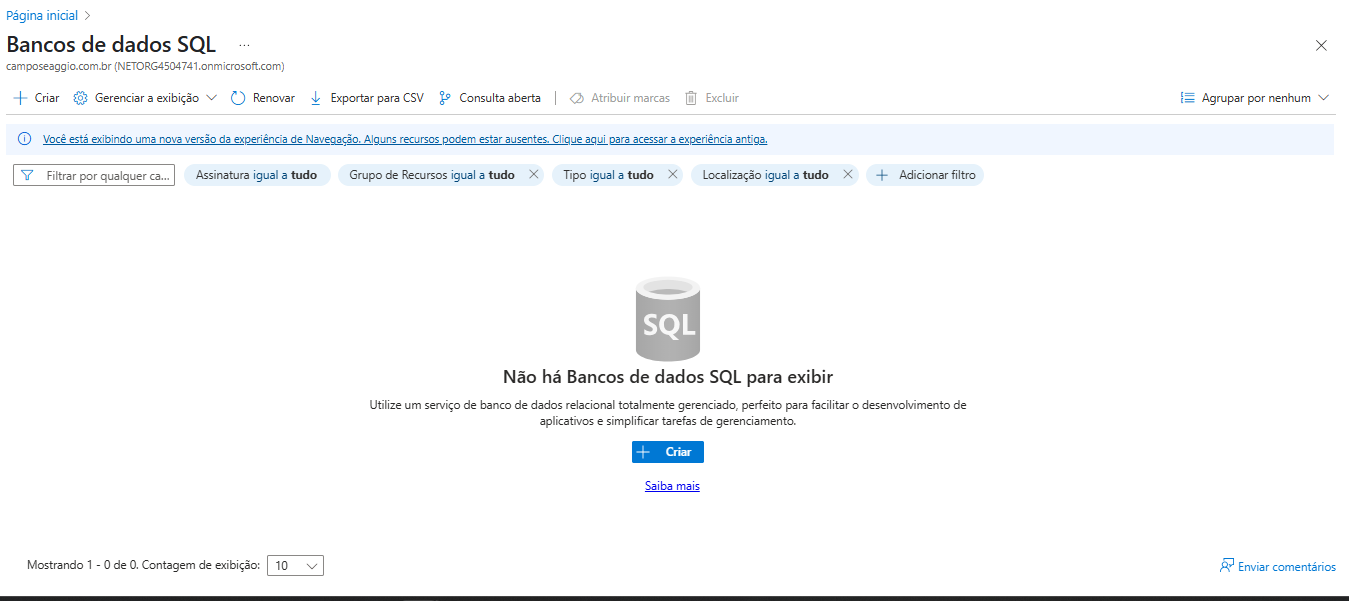 Página inicial >
Bancos de dados SQL ...
camposeaggio.com.br (NETORG4504741.onmicrosoft.com)
Criar Gerenciar a exibição Renovar Exportar para CSV Consulta aberta Atribuir marcas Excluir Agrupar por nenhum
Você está exibindo uma nova versão da experiência de Navegação. Alguns recursos podem estar ausentes. Clique aqui para acessar a experiência antiga.
Filtrar por qualquer ca... Assinatura igual a tudo Grupo de Recursos igual a tudo Tipo igual a tudo Localização igual a tudo Adicionar filtro
SQL
Não há Bancos de dados SQL para exibir
Utilize um serviço de banco de dados relacional totalmente gerenciado, perfeito para facilitar o desenvolvimento de
aplicativos e simplificar tarefas de gerenciamento.
Criar
Saiba mais
Mostrando 1 - 0 de 0. Contagem de exibição: 10 Enviar comentários